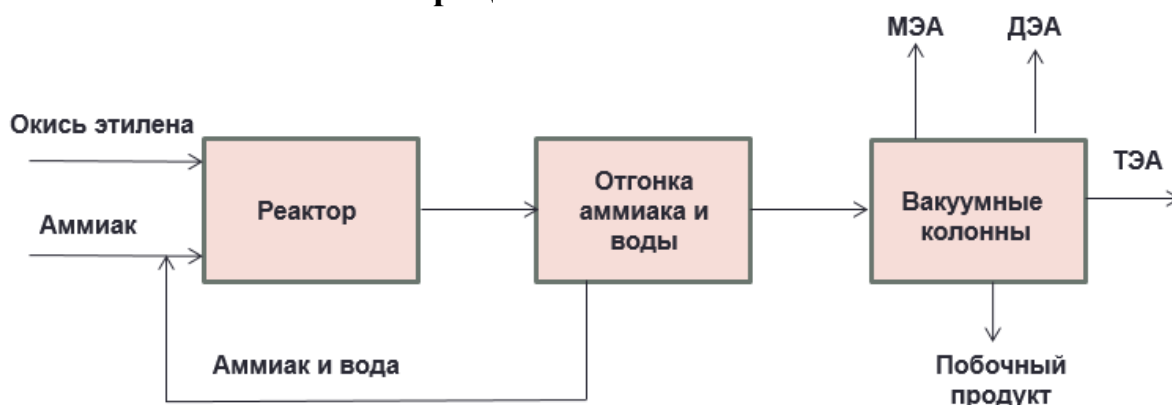 МЭА
ДЭА
Окись этилена
ТЭА
Аммиак
Реактор
Отгонка
аммиака и
воды
Вакуумные
колонны
Аммиак и вода
Побочный
продукт